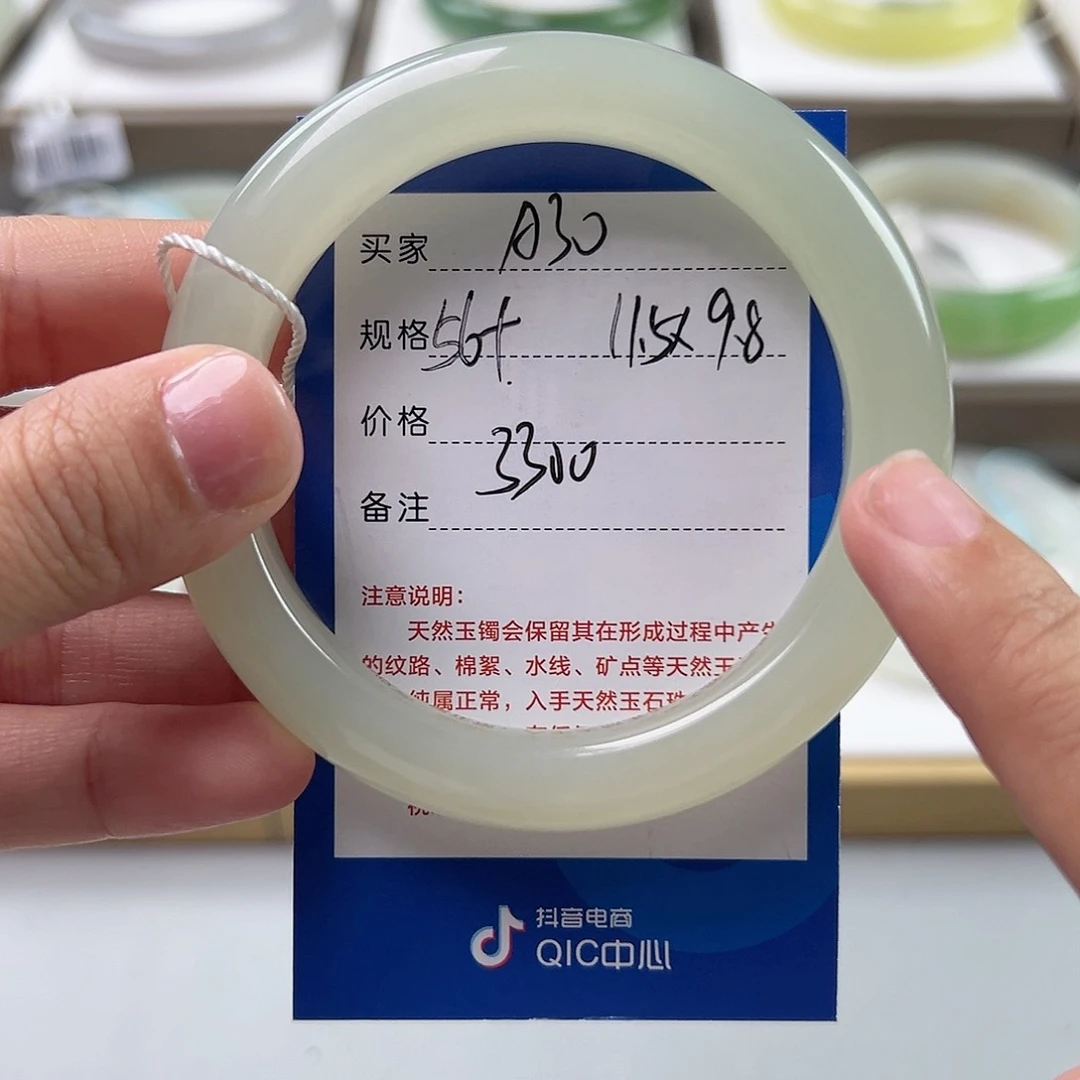 买家 A30
规格 56+ 11.5x9.8
价格
3300
备注
注意说明:
天然玉镯会保留其在形成过程中产生
的纹路、棉絮、水线、矿点等天然玉
纯属正常，入手天然玉石珠
抖音电商
QIC中心